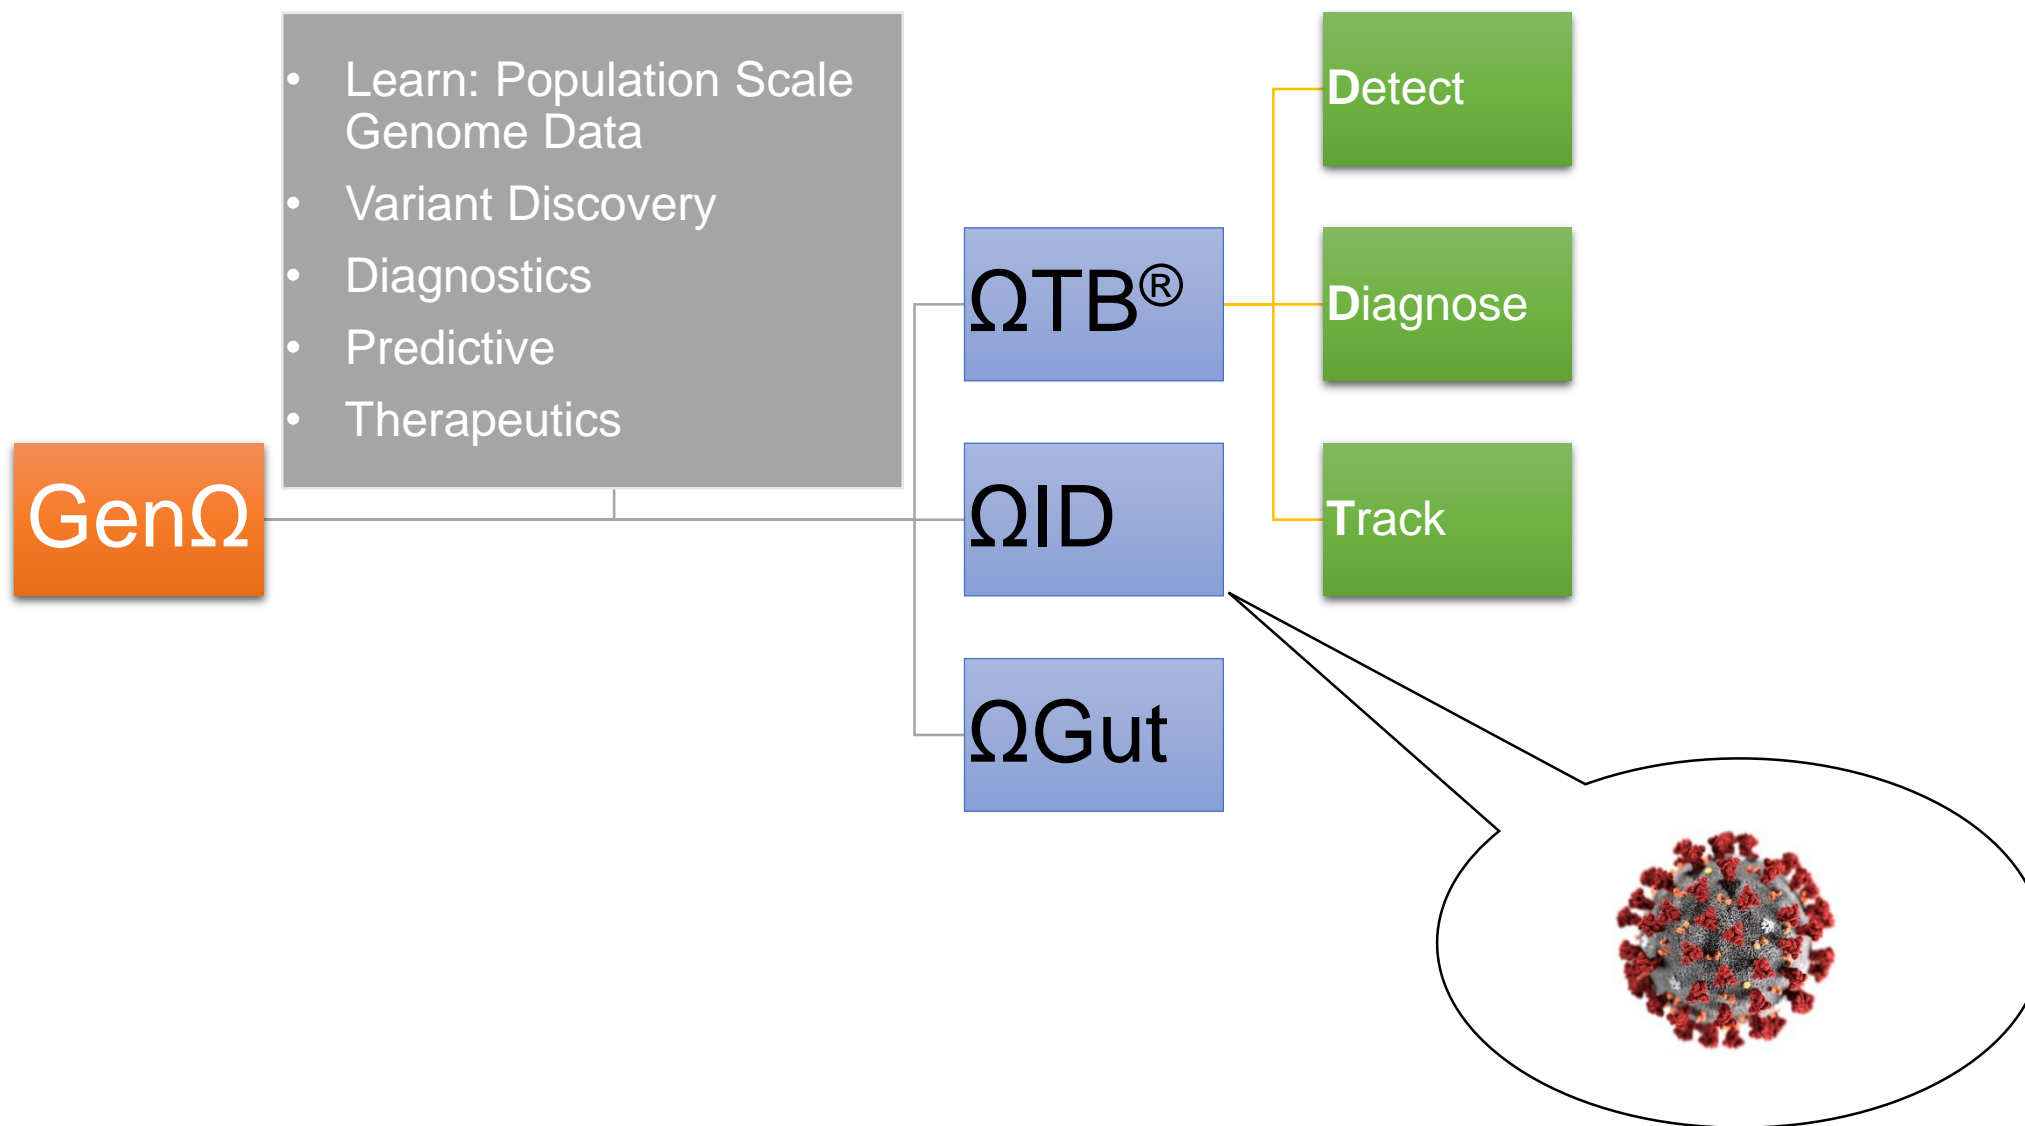 GenΩ
• Learn: Population Scale
Genome Data
• Variant Discovery
• Diagnostics
• Predictive
• Therapeutics
ΩTB®
ΩID
ΩGut
Detect
Diagnose
Track